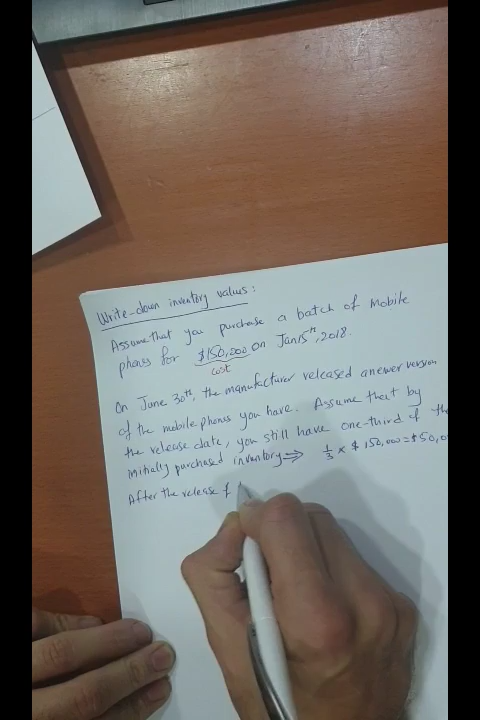 Write-down inventory values:
Assume that you purchase a batch of mobile
phones for $150,000 on Jan 15th, 2018.
cost
On June 30th, the manufacturer released a newer version
of the mobile phones you have. Assume that by
the release date, you still have one-third of the
initially purchased inventory ⇒ 1/3 × $150,000 = $50,0
After the release